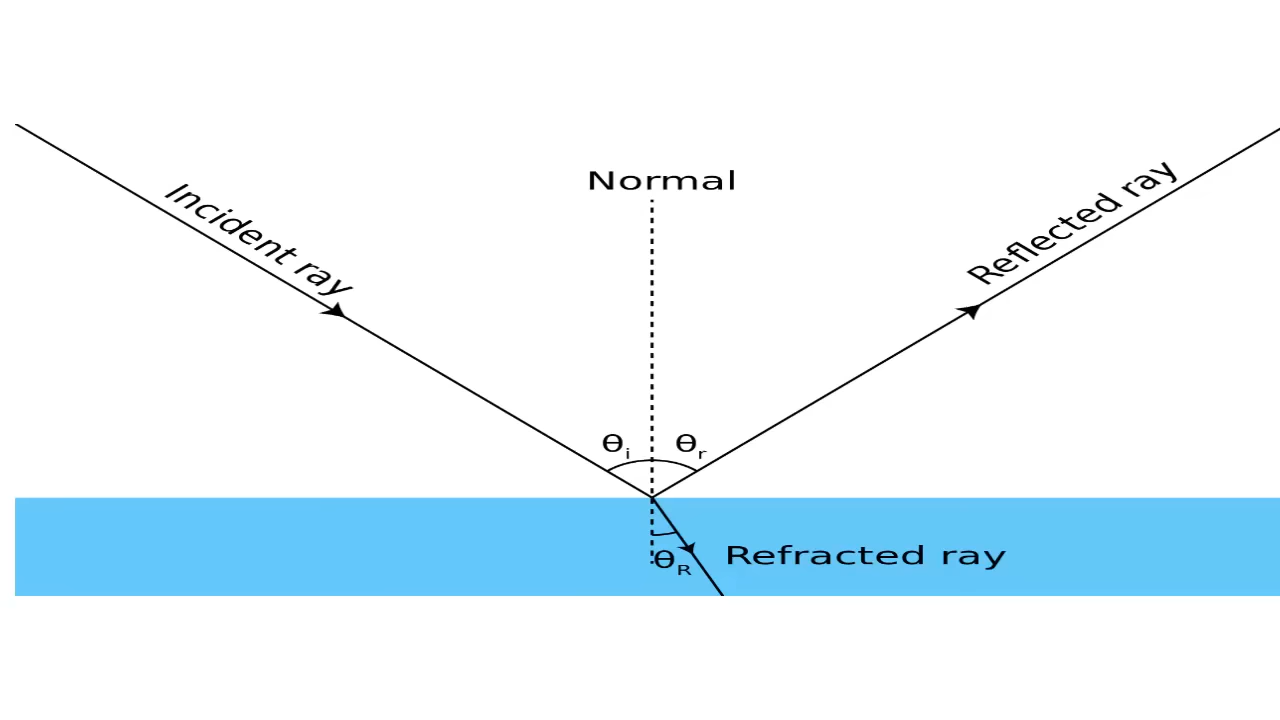 Normal
Incident ray
Reflected ray
θi
θr
θR
Refracted ray